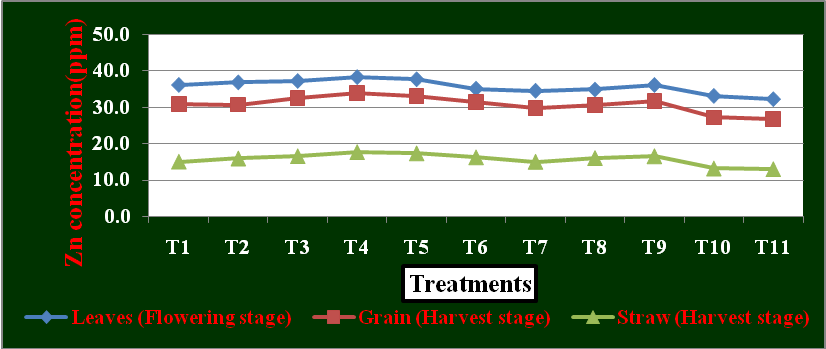 Zn concentration(ppm)
50.0
40.0
30.0
20.0
10.0
0.0
T1 T2 T3 T4 T5 T6 T7 T8 T9 T10 T11
Treatments
Leaves (Flowering stage) Grain (Harvest stage) Straw (Harvest stage)